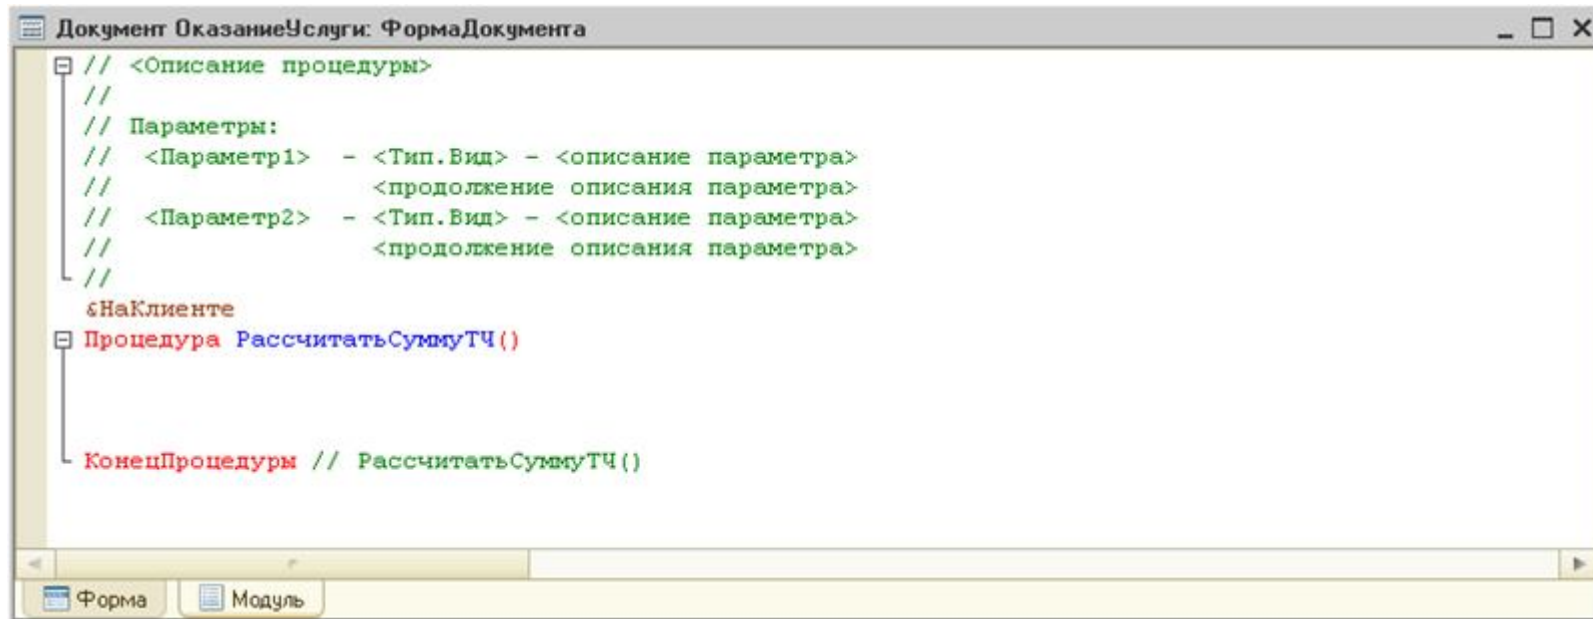 Документ ОказаниеУслуги: ФормаДокумента
// <Описание процедуры>
//
// Параметры:
//  <Параметр1>  - <Тип.Вид> - <описание параметра>
//                 <продолжение описания параметра>
//  <Параметр2>  - <Тип.Вид> - <описание параметра>
//                 <продолжение описания параметра>
//
&НаКлиенте
Процедура РассчитатьСуммуТЧ()
КонецПроцедуры // РассчитатьСуммуТЧ()
Форма Модуль